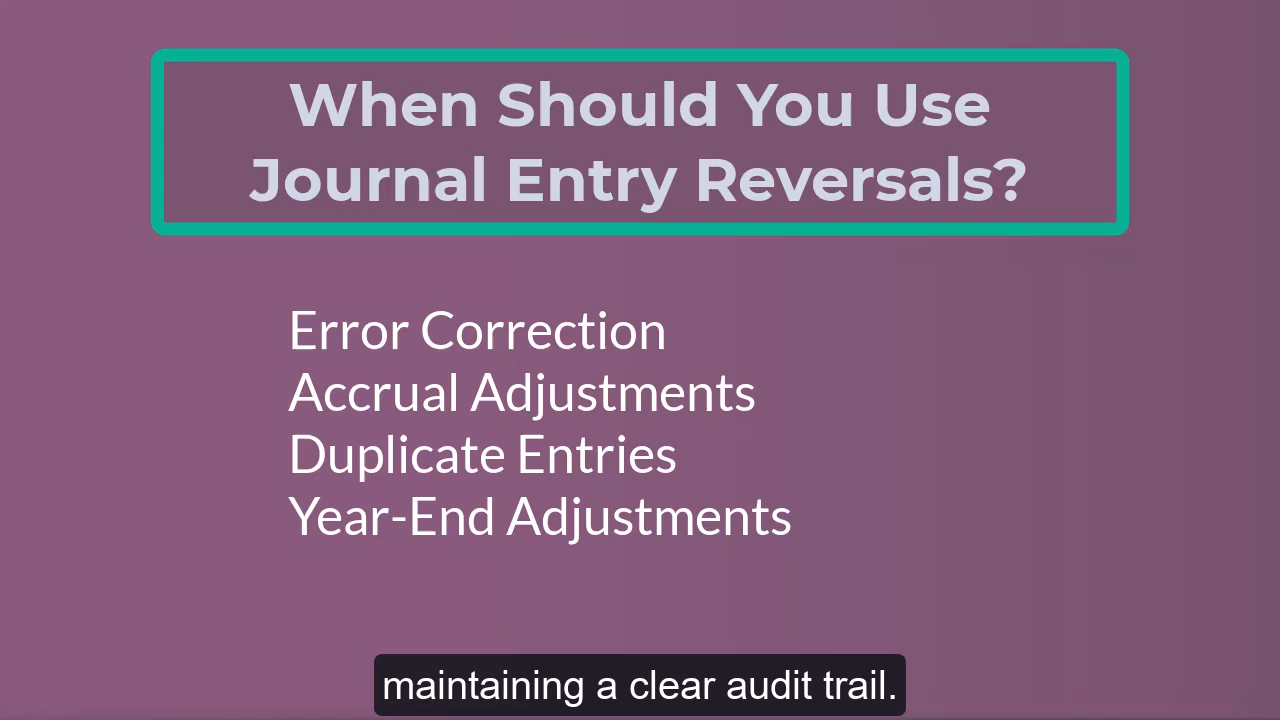 When Should You Use
Journal Entry Reversals?
Error Correction
Accrual Adjustments
Duplicate Entries
Year-End Adjustments
maintaining a clear audit trail.